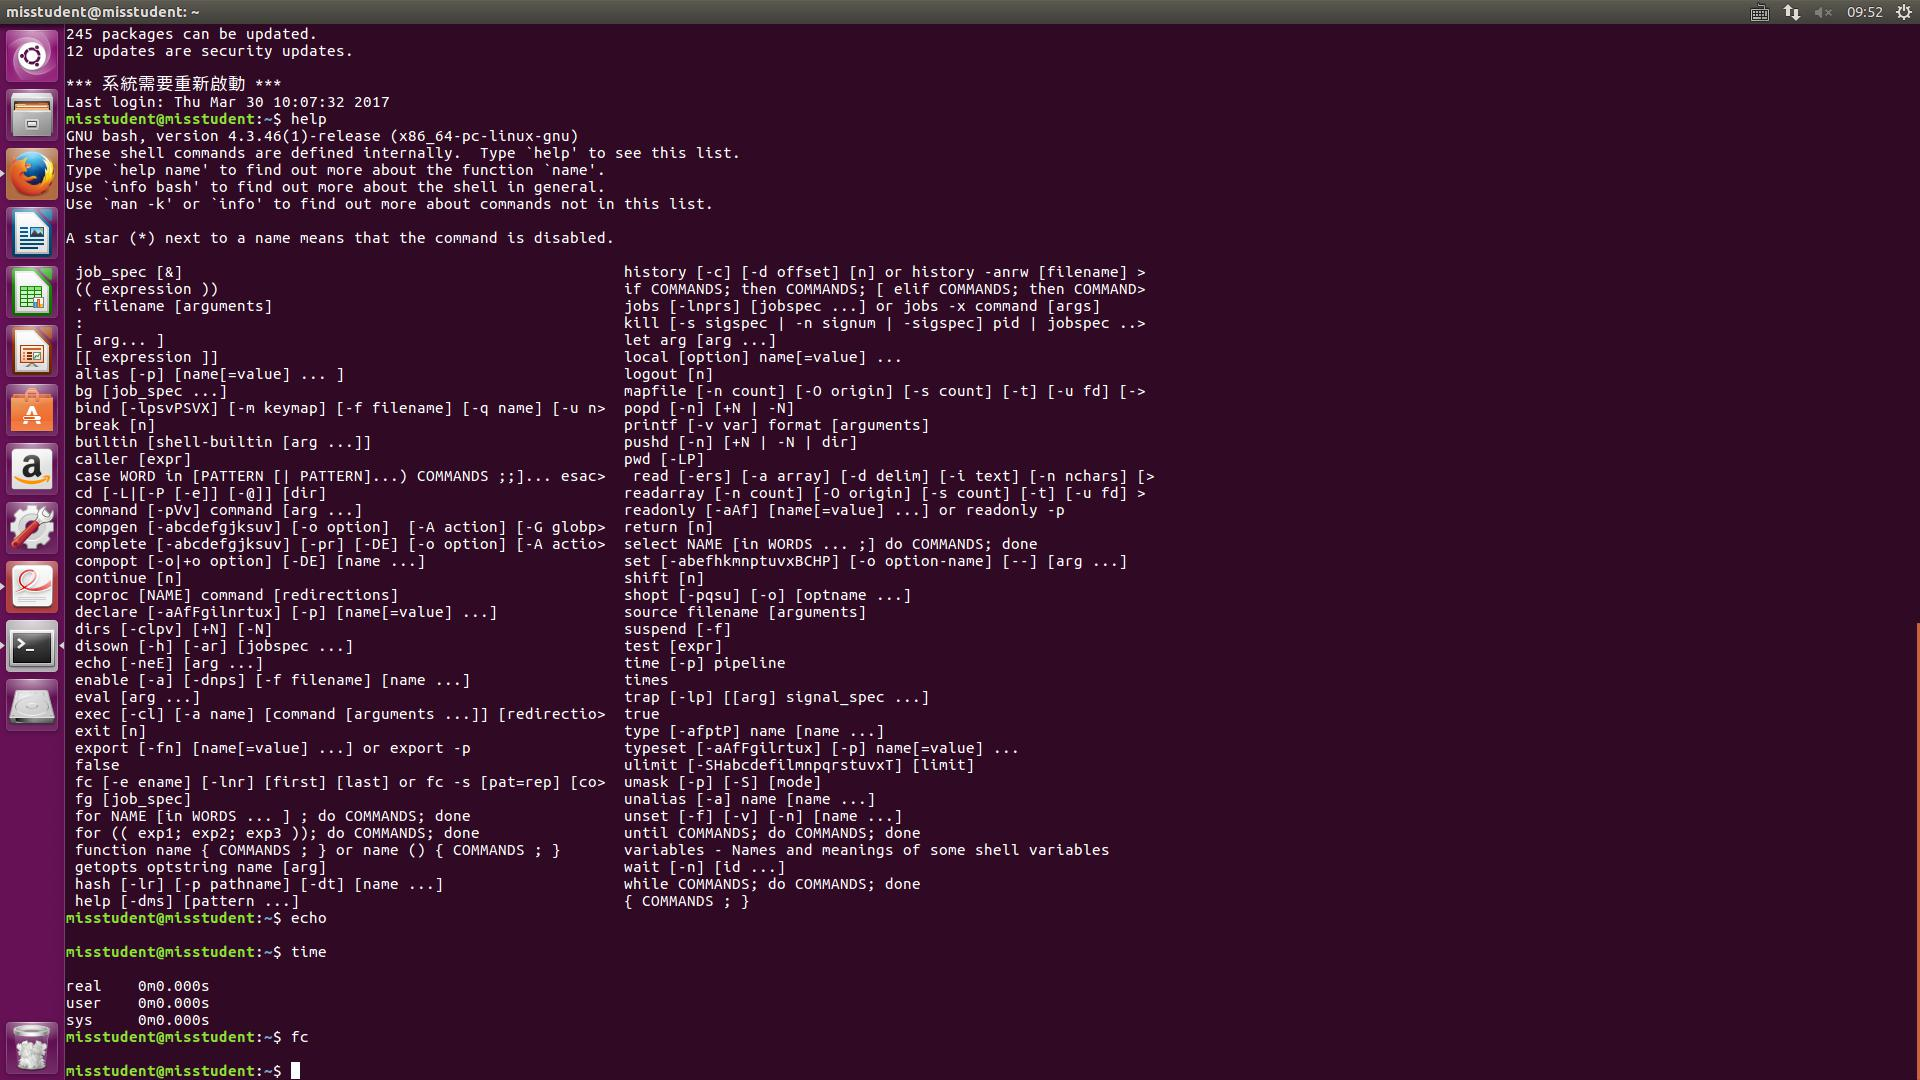 misstudent@misstudent: ~
09:52
245 packages can be updated.
12 updates are security updates.
*** 系統需要重新啟動 ***
Last login: Thu Mar 30 10:07:32 2017
misstudent@misstudent:~$ help
GNU bash, version 4.3.46(1)-release (x86_64-pc-linux-gnu)
These shell commands are defined internally.  Type `help' to see this list.
Type `help name' to find out more about the function `name'.
Use `info bash' to find out more about the shell in general.
Use `man -k' or `info' to find out more about commands not in this list.
A star (*) next to a name means that the command is disabled.
job_spec [&]
(( expression ))
. filename [arguments]
:
[ arg... ]
[[ expression ]]
alias [-p] [name[=value] ... ]
bg [job_spec ...]
bind [-lpsvPSVX] [-m keymap] [-f filename] [-q name] [-u n>
break [n]
builtin [shell-builtin [arg ...]]
caller [expr]
case WORD in [PATTERN [| PATTERN]...) COMMANDS ;;]... esac>
cd [-L|[-P [-e]] [-@]] [dir]
command [-pVv] command [arg ...]
compgen [-abcdefgjksuv] [-o option]  [-A action] [-G globp>
complete [-abcdefgjksuv] [-pr] [-DE] [-o option] [-A actio>
compopt [-o|+o option] [-DE] [name ...]
continue [n]
coproc [NAME] command [redirections]
declare [-aAfFgilnrtux] [-p] [name[=value] ...]
dirs [-clpv] [+N] [-N]
disown [-h] [-ar] [jobspec ...]
echo [-neE] [arg ...]
enable [-a] [-dnps] [-f filename] [name ...]
eval [arg ...]
exec [-cl] [-a name] [command [arguments ...]] [redirectio>
exit [n]
export [-fn] [name[=value] ...] or export -p
false
fc [-e ename] [-lnr] [first] [last] or fc -s [pat=rep] [co>
fg [job_spec]
for NAME [in WORDS ... ] ; do COMMANDS; done
for (( exp1; exp2; exp3 )); do COMMANDS; done
function name { COMMANDS ; } or name () { COMMANDS ; }
getopts optstring name [arg]
hash [-lr] [-p pathname] [-dt] [name ...]
help [-dms] [pattern ...]
history [-c] [-d offset] [n] or history -anrw [filename] >
if COMMANDS; then COMMANDS; [ elif COMMANDS; then COMMAND>
jobs [-lnprs] [jobspec ...] or jobs -x command [args]
kill [-s sigspec | -n signum | -sigspec] pid | jobspec ..>
let arg [arg ...]
local [option] name[=value] ...
logout [n]
mapfile [-n count] [-O origin] [-s count] [-t] [-u fd] [->
popd [-n] [+N | -N]
printf [-v var] format [arguments]
pushd [-n] [+N | -N | dir]
pwd [-LP]
read [-ers] [-a array] [-d delim] [-i text] [-n nchars] [>
readarray [-n count] [-O origin] [-s count] [-t] [-u fd] >
readonly [-aAf] [name[=value] ...] or readonly -p
return [n]
select NAME [in WORDS ... ;] do COMMANDS; done
set [-abefhkmnptuvxBCHP] [-o option-name] [--] [arg ...]
shift [n]
shopt [-pqsu] [-o] [optname ...]
source filename [arguments]
suspend [-f]
test [expr]
time [-p] pipeline
times
trap [-lp] [[arg] signal_spec ...]
true
type [-afptP] name [name ...]
typeset [-aAfFgilrtux] [-p] name[=value] ...
ulimit [-SHabcdefilmnpqrstuvxT] [limit]
umask [-p] [-S] [mode]
unalias [-a] name [name ...]
unset [-f] [-v] [-n] [name ...]
until COMMANDS; do COMMANDS; done
variables - Names and meanings of some shell variables
wait [-n] [id ...]
while COMMANDS; do COMMANDS; done
{ COMMANDS ; }
misstudent@misstudent:~$ echo
misstudent@misstudent:~$ time
real    0m0.000s
user    0m0.000s
sys     0m0.000s
misstudent@misstudent:~$ fc
misstudent@misstudent:~$